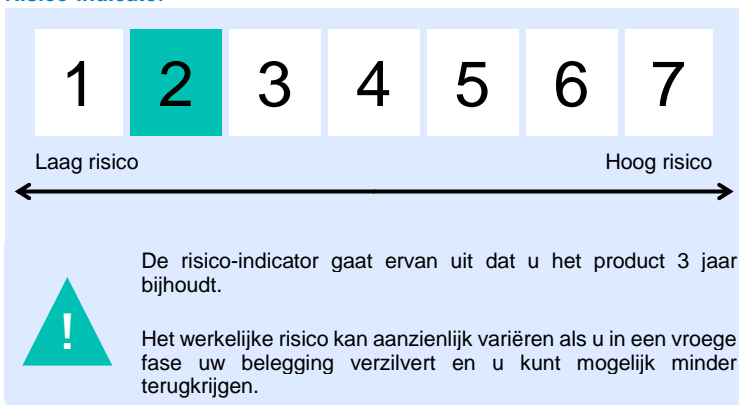 Risico-indicator
1 2 3 4 5 6 7
Laag risico Hoog risico
De risico-indicator gaat ervan uit dat u het product 3 jaar
bijhoudt.
!
Het werkelijke risico kan aanzienlijk variëren als u in een vroege
fase uw belegging verzilvert en u kunt mogelijk minder
terugkrijgen.